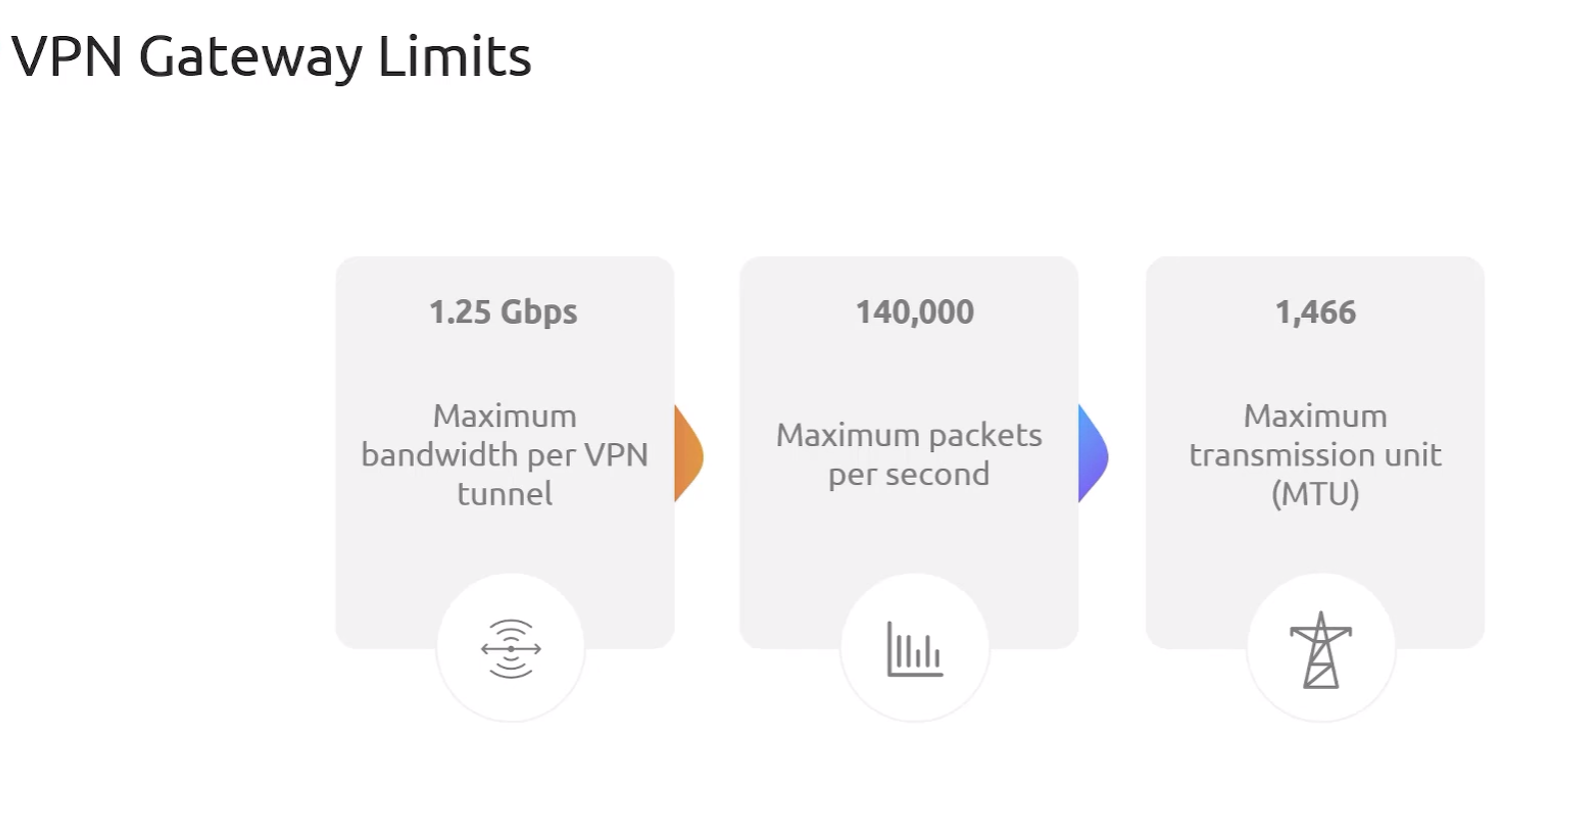 VPN Gateway Limits
1.25 Gbps
Maximum
bandwidth per VPN
tunnel
140,000
Maximum packets
per second
1,466
Maximum
transmission unit
(MTU)